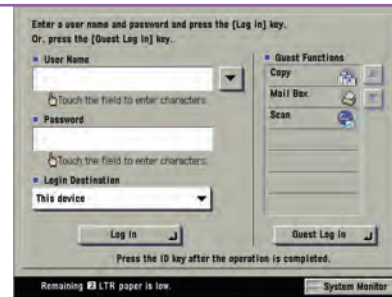 Enter a user name and password and press the [Log In] key.
Or, press the [Guest Log In] key.
User Name
Touch the field to enter characters.
Password
Touch the field to enter characters.
Login Destination
This device
Log In
Guest Functions
Copy
Mail Box
Scan
Guest Log In
Press the ID key after the operation is completed.
Remaining 2 LTR paper is low.
System Monitor